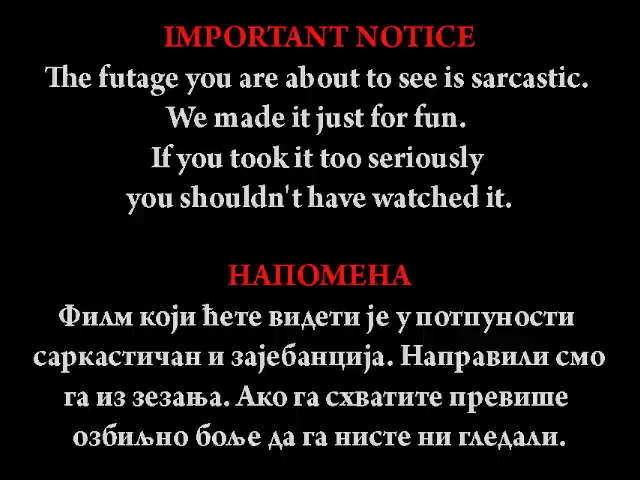 IMPORTANT NOTICE
The futage you are about to see is sarcastic.
We made it just for fun.
If you took it too seriously
you shouldn't have watched it.
НАПОМЕНА
Филм који ћете видети је у потпуности
саркастичан и зајебанција. Направили смо
га из зезања. Ако га схватите превише
озбиљно боље да га нисте ни гледали.